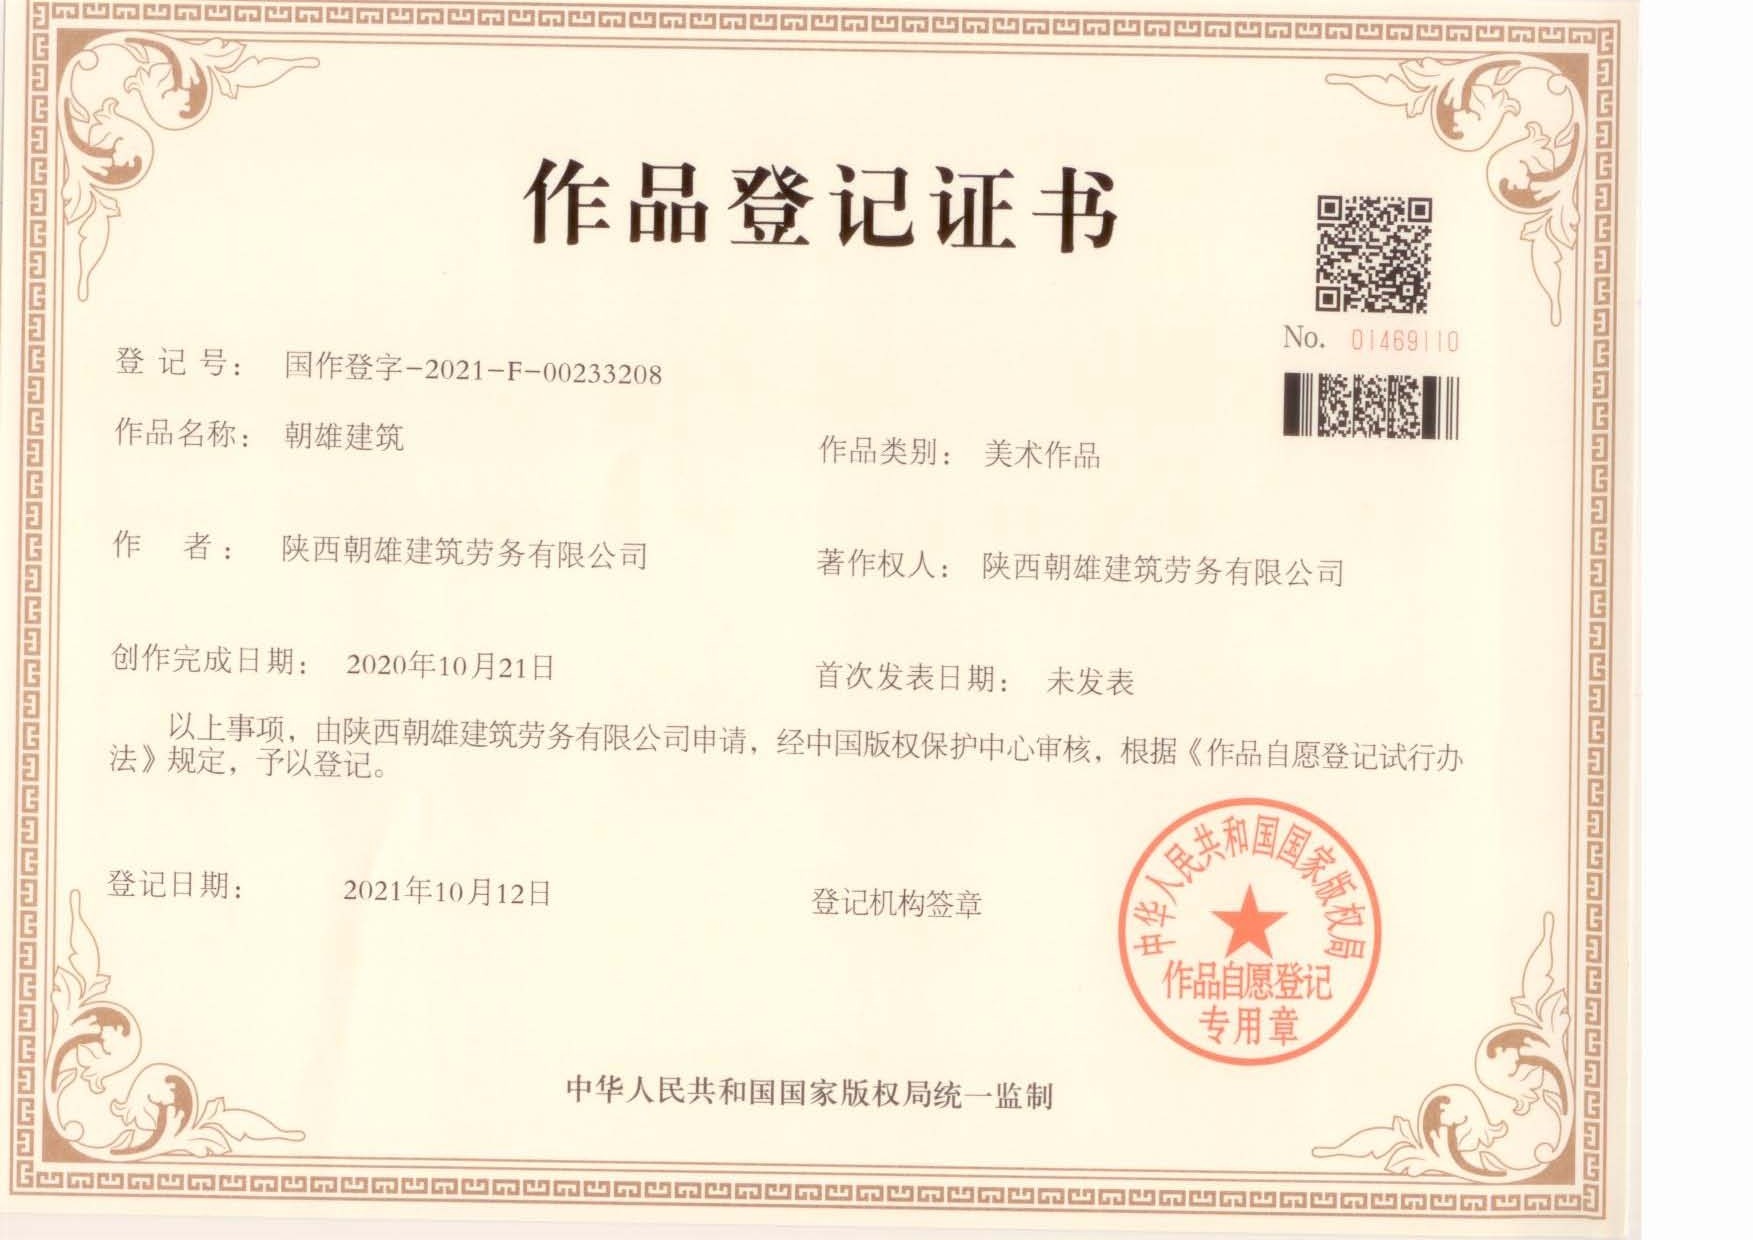 作品登记证书
No. 01469110
登 记 号： 国作登字-2021-F-00233208
作品名称： 朝雄建筑
作品类别： 美术作品
作 者： 陕西朝雄建筑劳务有限公司
著作权人： 陕西朝雄建筑劳务有限公司
创作完成日期： 2020年10月21日
首次发表日期： 未发表
以上事项，由陕西朝雄建筑劳务有限公司申请，经中国版权保护中心审核，根据《作品自愿登记试行办
法》规定，予以登记。
登记日期： 2021年10月12日
登记机构签章
中华人民共和国国家版权局
作品自愿登记
专用章
中华人民共和国国家版权局统一监制